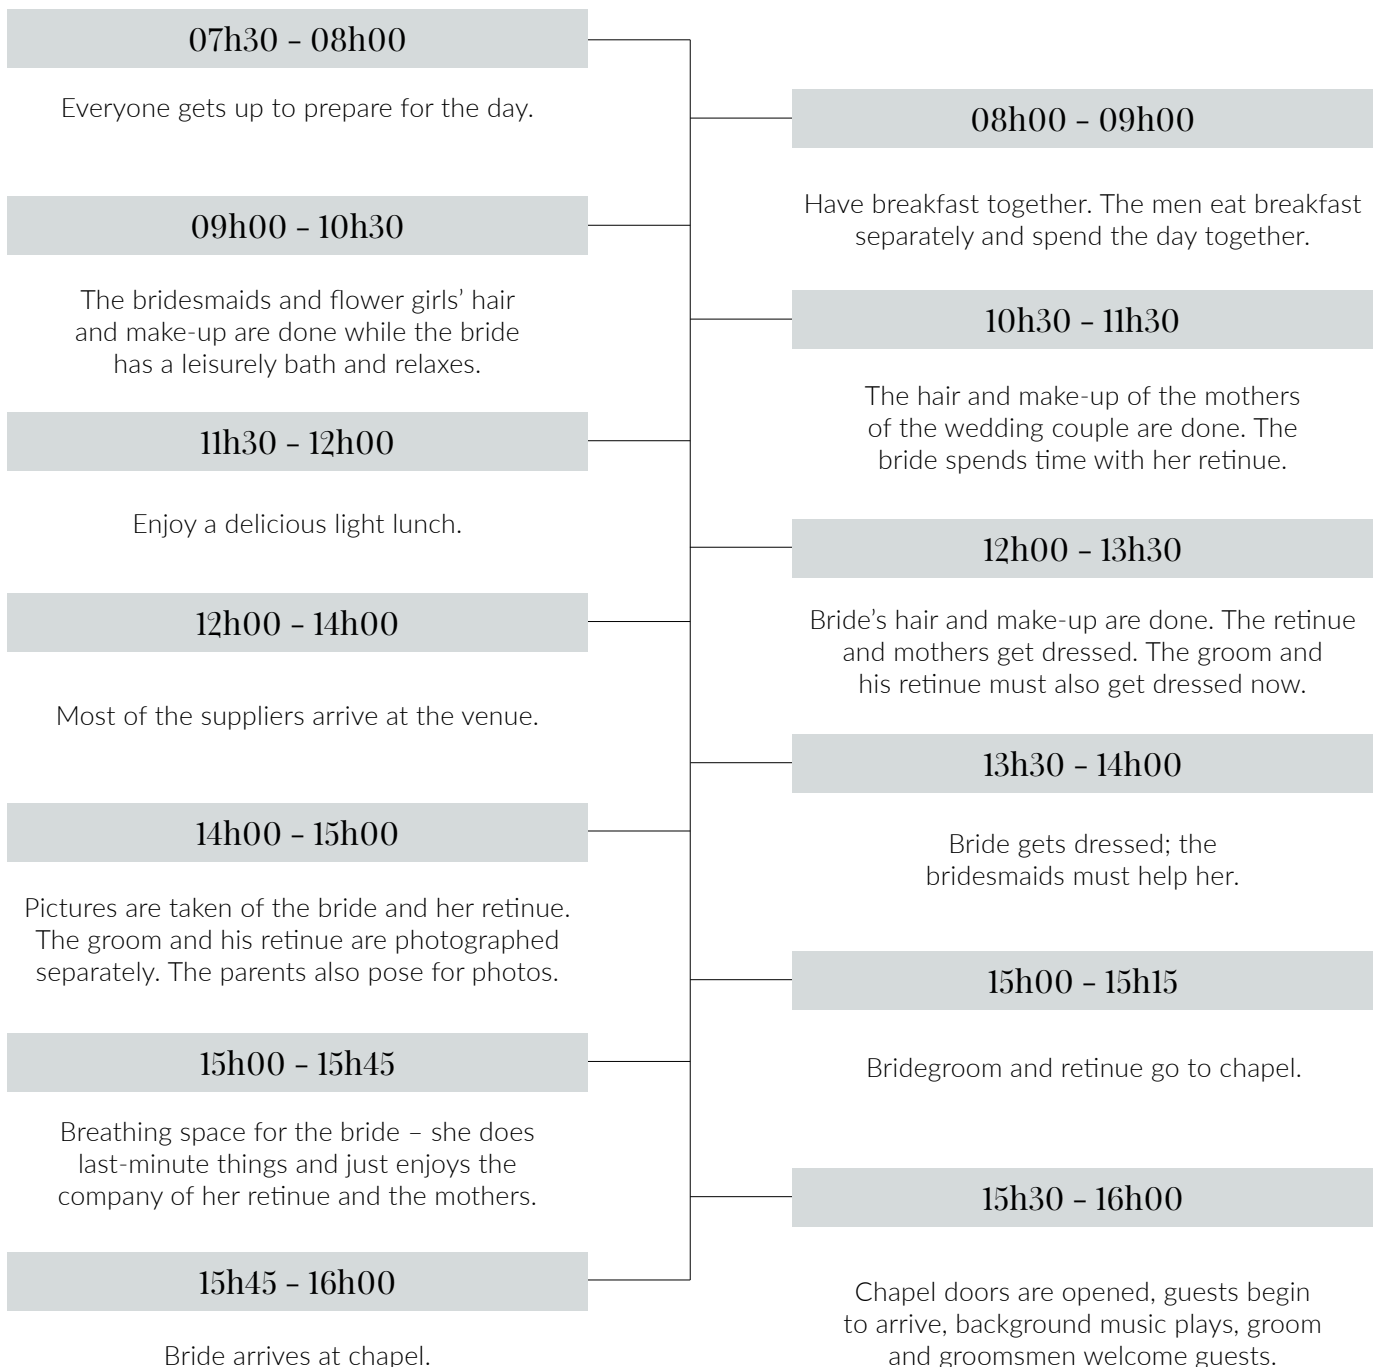 07h30 – 08h00
Everyone gets up to prepare for the day.
08h00 – 09h00
Have breakfast together. The men eat breakfast
separately and spend the day together.
09h00 – 10h30
The bridesmaids and flower girls’ hair
and make-up are done while the bride
has a leisurely bath and relaxes.
10h30 – 11h30
The hair and make-up of the mothers
of the wedding couple are done. The
bride spends time with her retinue.
11h30 – 12h00
Enjoy a delicious light lunch.
12h00 – 13h30
Bride’s hair and make-up are done. The retinue
and mothers get dressed. The groom and
his retinue must also get dressed now.
12h00 – 14h00
Most of the suppliers arrive at the venue.
13h30 – 14h00
Bride gets dressed; the
bridesmaids must help her.
14h00 – 15h00
Pictures are taken of the bride and her retinue.
The groom and his retinue are photographed
separately. The parents also pose for photos.
15h00 – 15h15
Bridegroom and retinue go to chapel.
15h00 – 15h45
Breathing space for the bride – she does
last-minute things and just enjoys the
company of her retinue and the mothers.
15h30 – 16h00
Chapel doors are opened, guests begin
to arrive, background music plays, groom
and groomsmen welcome guests.
15h45 – 16h00
Bride arrives at chapel.